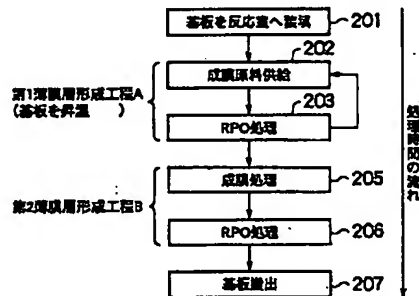 基板を反応室へ装填
201
202
成膜原料供給
203
第1薄膜層形成工程A
(基板を昇温 )
RPO処理
成膜処理
205
第2薄膜層形成工程B
RPO処理
206
基板搬出
207
処理時間の流れ